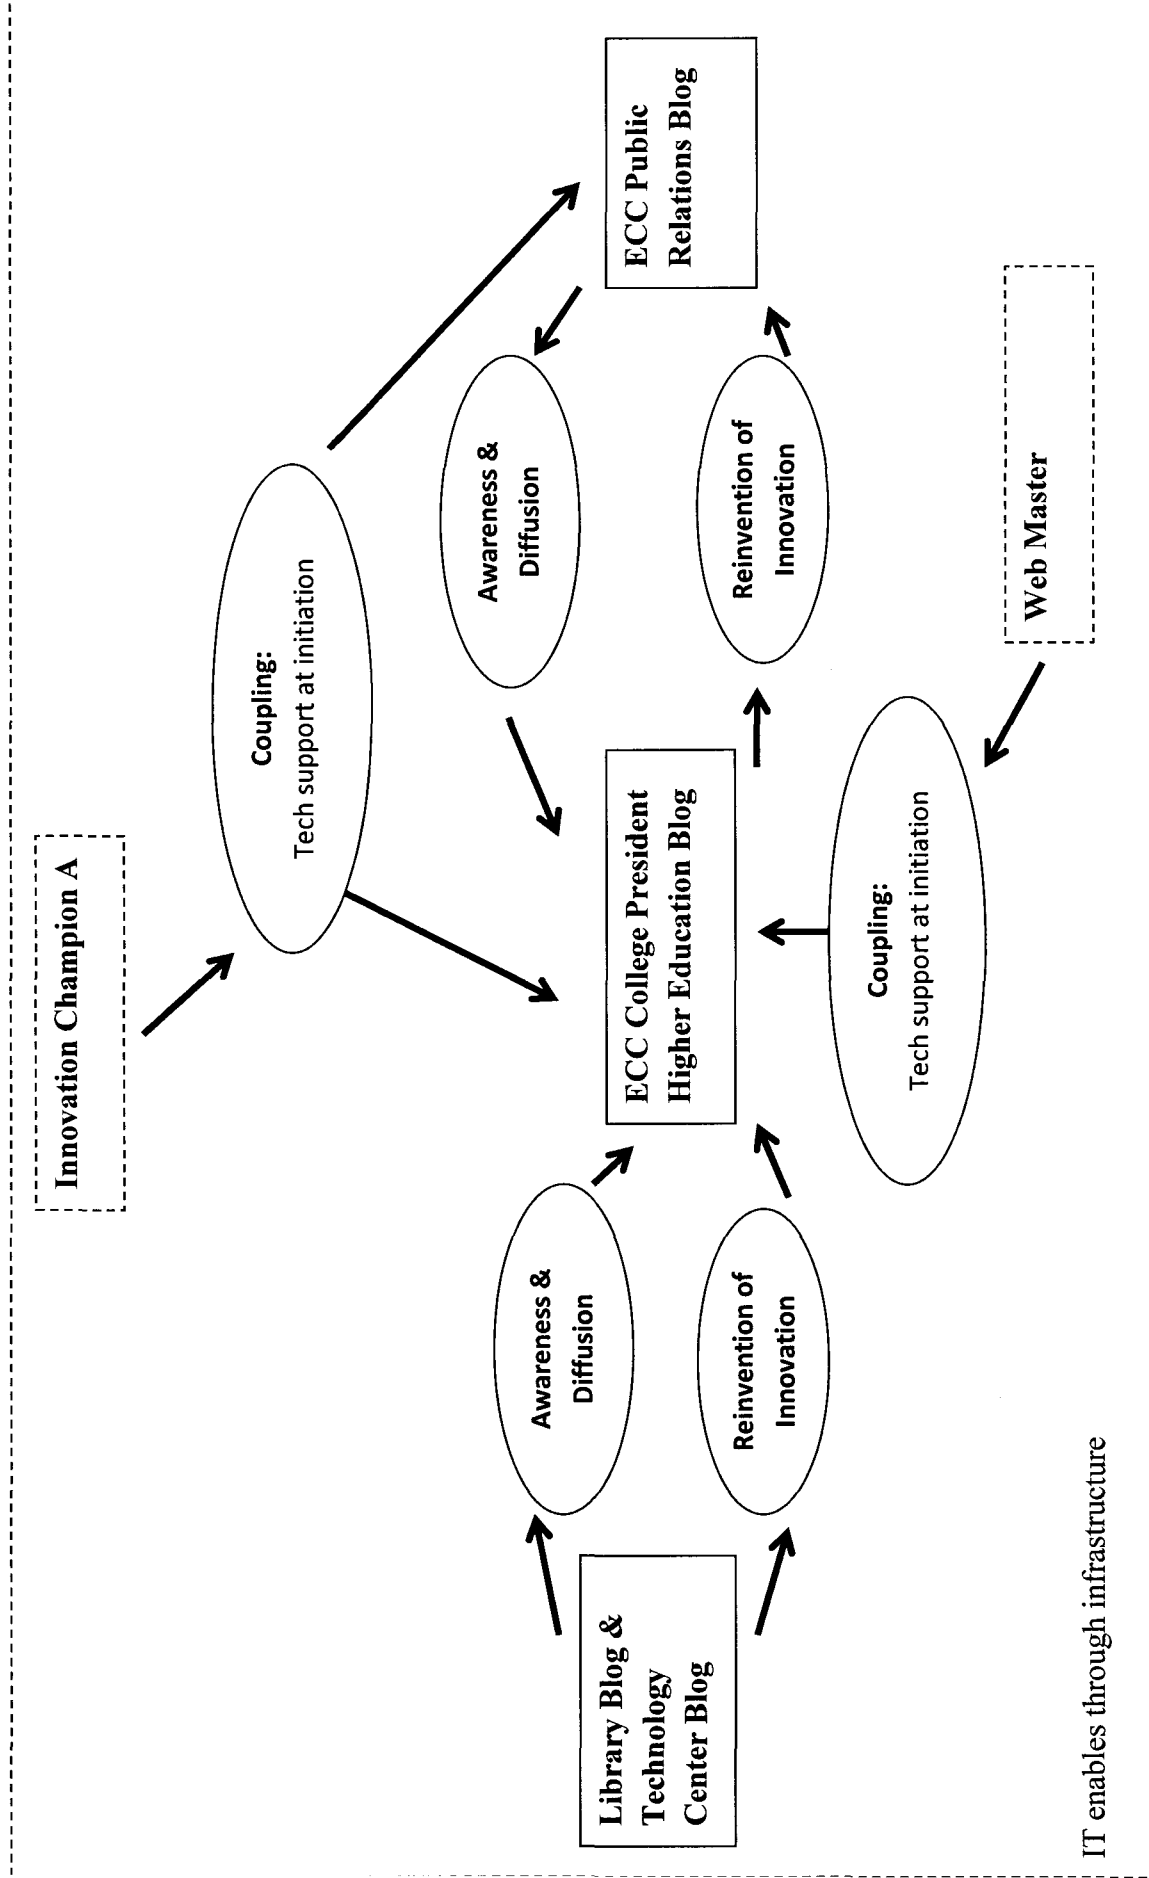 Innovation Champion A
Coupling:
Tech support at initiation
Library Blog &
Technology
Center Blog
Awareness &
Diffusion
Reinvention of
Innovation
ECC College President
Higher Education Blog
Awareness &
Diffusion
Reinvention of
Innovation
ECC Public
Relations Blog
Coupling:
Tech support at initiation
Web Master
IT enables through infrastructure